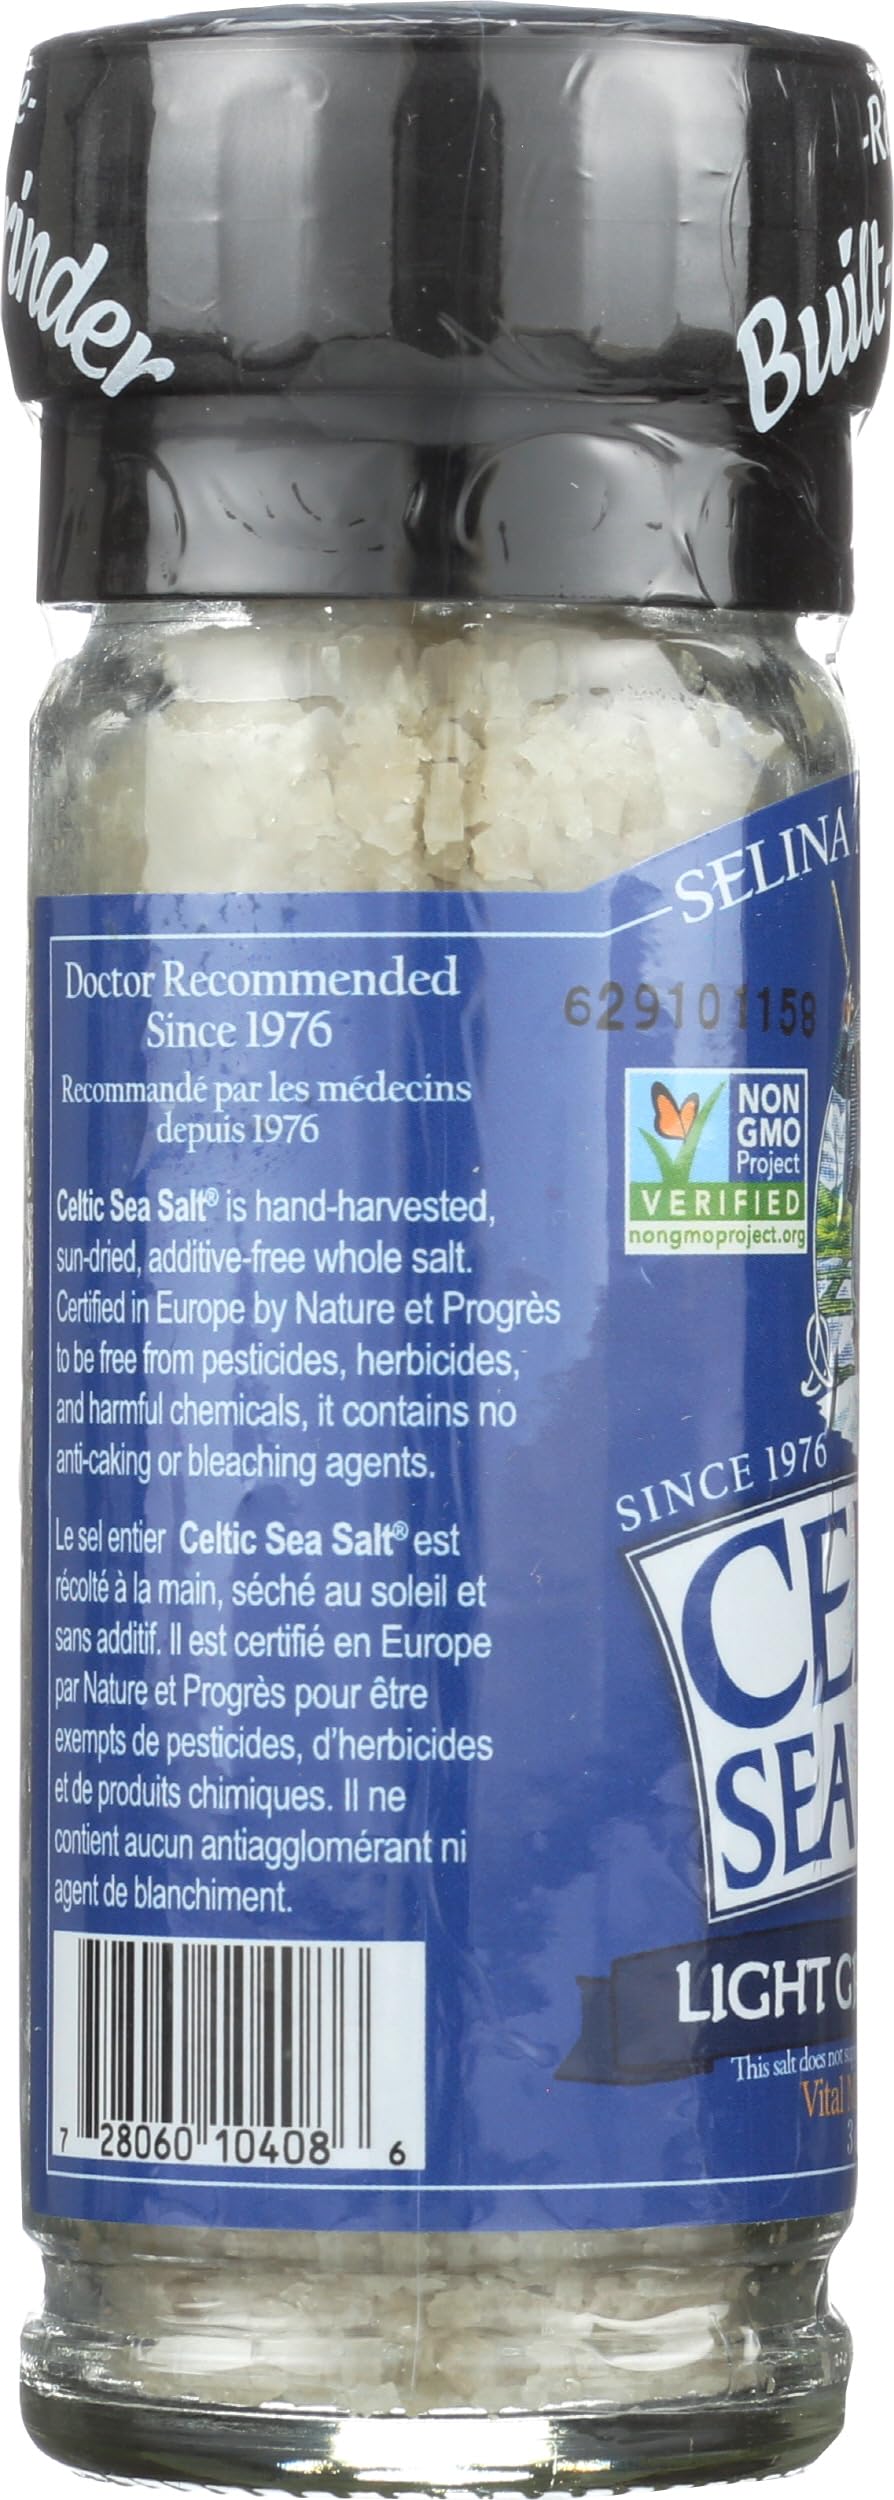 Built-
Doctor Recommended
Since 1976
Recommandé par les médecins
depuis 1976
Celtic Sea Salt® is hand-harvested,
sun-dried, additive-free whole salt.
Certified in Europe by Nature et Progrès
to be free from pesticides, herbicides,
and harmful chemicals, it contains no
anti-caking or bleaching agents.
Le sel entier Celtic Sea Salt® est
récolté à la main, séché au soleil et
sans additif. Il est certifié en Europe
par Nature et Progrès pour être
exempts de pesticides, d'herbicides
et de produits chimiques. Il ne
contient aucun antiagglomérant ni
agent de blanchiment.
7 28060 10408 6
SELINA
629101158
NON
GMO
Project
VERIFIED
nongmoproject.org
SINCE 1976
SEA
LIGHT
This salt does not
Vital